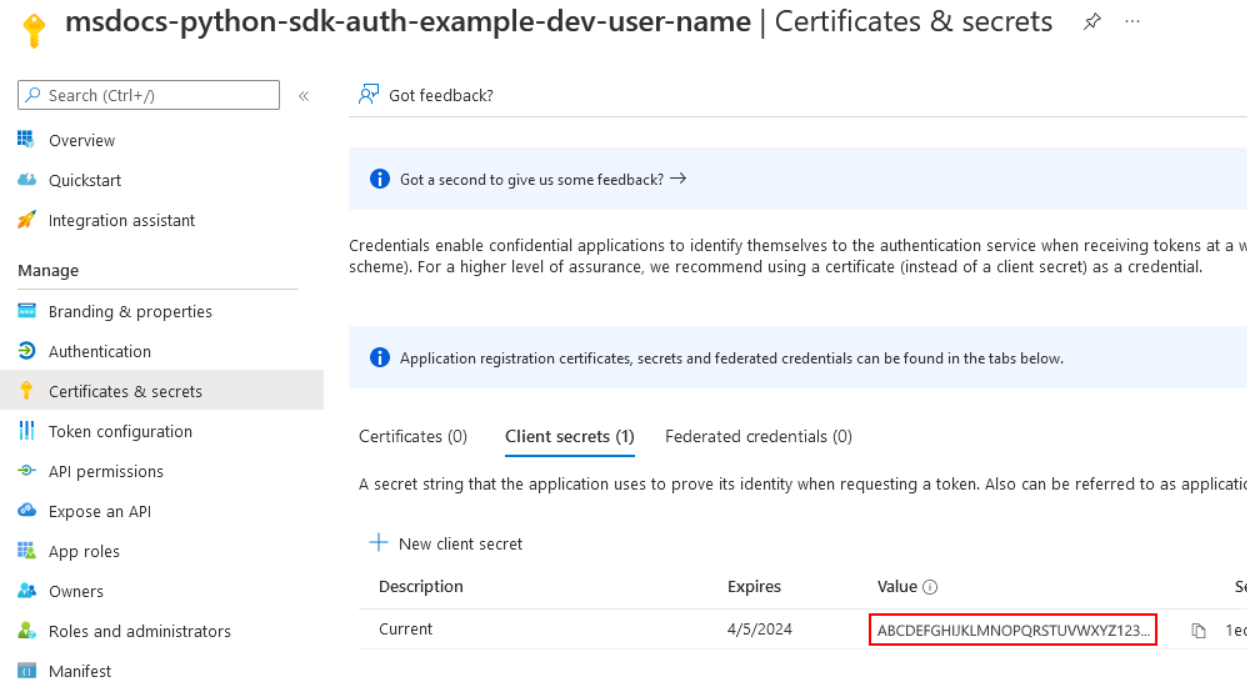 msdocs-python-sdk-auth-example-dev-user-name | Certificates & secrets
Search (Ctrl+/)
Overview
Quickstart
Integration assistant
Manage
Branding & properties
Authentication
Certificates & secrets
Token configuration
API permissions
Expose an API
App roles
Owners
Roles and administrators
Manifest
Got feedback?
Got a second to give us some feedback?
Credentials enable confidential applications to identify themselves to the authentication service when receiving tokens at a w
scheme). For a higher level of assurance, we recommend using a certificate (instead of a client secret) as a credential.
Application registration certificates, secrets and federated credentials can be found in the tabs below.
Certificates (0) Client secrets (1) Federated credentials (0)
A secret string that the application uses to prove its identity when requesting a token. Also can be referred to as applicatio
New client secret
Description Expires Value Se
Current 4/5/2024 ABCDEFGHIJKLMNOPQRSTUVWXYZ123... 1ec